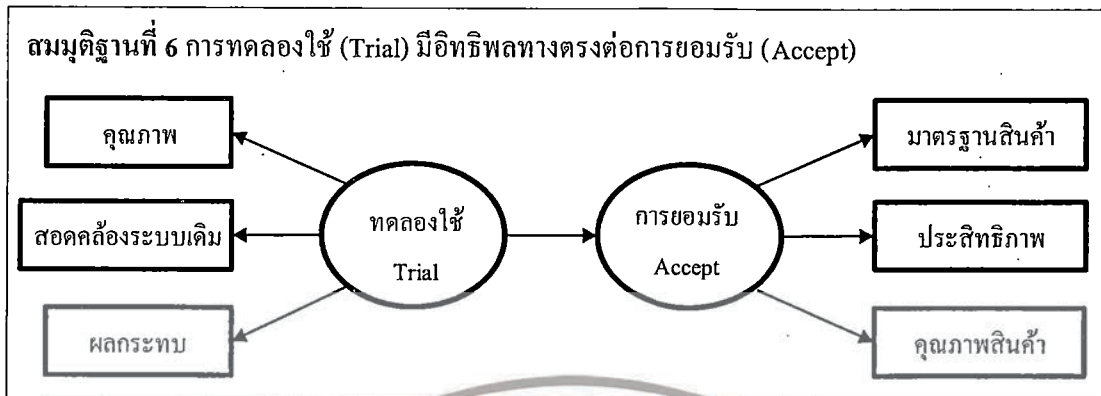 สมมุติฐานที่ 6 การทดลองใช้ (Trial) มีอิทธิพลทางตรงต่อการยอมรับ (Accept)
คุณภาพ
มาตรฐานสินค้า
ทดลองใช้
การยอมรับ
สอดคล้องระบบเดิม
ประสิทธิภาพ
Trial
Accept
ผลกระทบ
คุณภาพสินค้า